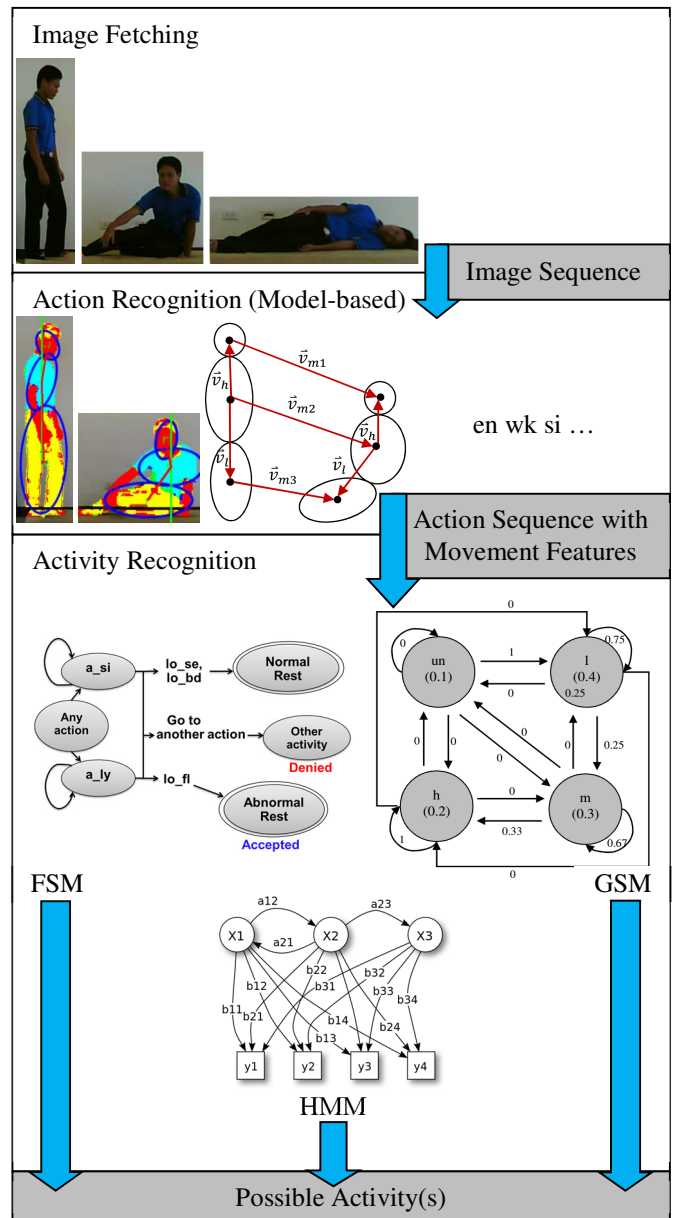 Image Fetching
Image Sequence
Action Recognition (Model-based)
v⃗m1
v⃗h
v⃗m2
v⃗h
v⃗l
v⃗m3
v⃗l
en wk si …
Action Sequence with
Movement Features
Activity Recognition
a_si
lo_se,
lo_bd
Normal
Rest
Any
action
Go to
another action
Other
activity
Denied
a_ly
lo_fl
Abnormal
Rest
Accepted
0
0
0.75
un
(0.1)
1
l
(0.4)
0
0.25
0
0
0
0
0
0.25
h
(0.2)
0
m
(0.3)
1
0.33
0.67
0
FSM
GSM
a12
a23
X1
a21
X2
X3
b22
b32
b12
b31
b33
b11
b21
b14
b34
b13
b24
y1
y2
y3
y4
HMM
Possible Activity(s)